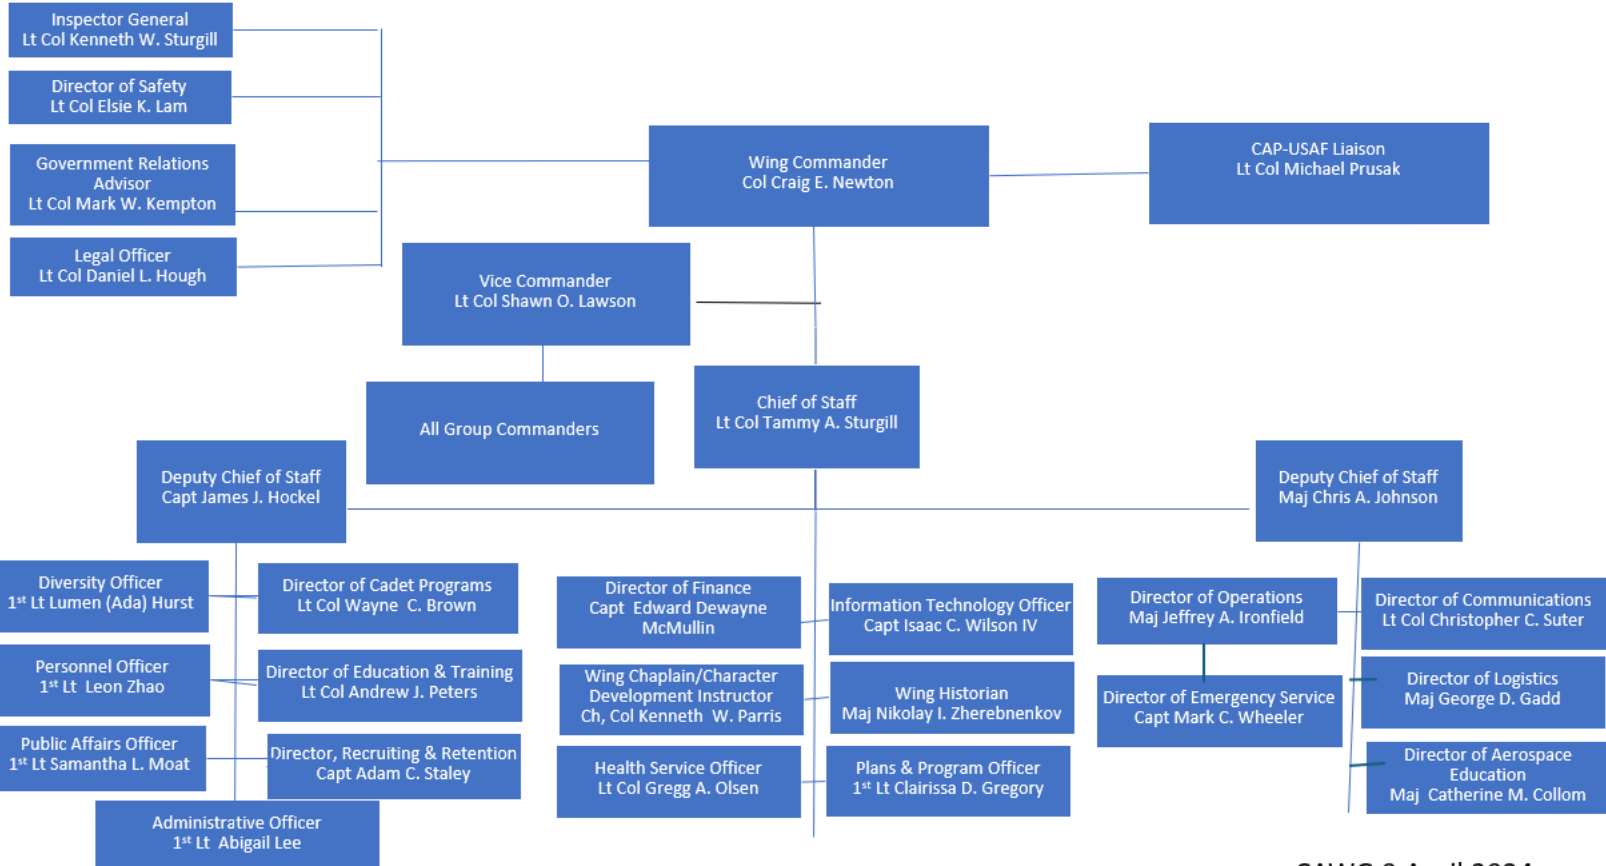 Inspector General
Lt Col Kenneth W. Sturgill
Director of Safety
Lt Col Elsie K. Lam
Government Relations
Advisor
Lt Col Mark W. Kempton
Legal Officer
Lt Col Daniel L. Hough
Wing Commander
Col Craig E. Newton
CAP-USAF Liaison
Lt Col Michael Prusak
Vice Commander
Lt Col Shawn O. Lawson
All Group Commanders
Chief of Staff
Lt Col Tammy A. Sturgill
Deputy Chief of Staff
Capt James J. Hockel
Deputy Chief of Staff
Maj Chris A. Johnson
Diversity Officer
1st Lt Lumen (Ada) Hurst
Director of Cadet Programs
Lt Col Wayne C. Brown
Personnel Officer
1st Lt Leon Zhao
Director of Education & Training
Lt Col Andrew J. Peters
Public Affairs Officer
1st Lt Samantha L. Moat
Director, Recruiting & Retention
Capt Adam C. Staley
Administrative Officer
1st Lt Abigail Lee
Director of Finance
Capt Edward Dewayne
McMullin
Information Technology Officer
Capt Isaac C. Wilson IV
Wing Chaplain/Character
Development Instructor
Ch, Col Kenneth W. Parris
Wing Historian
Maj Nikolay I. Zherebnenkov
Health Service Officer
Lt Col Gregg A. Olsen
Plans & Program Officer
1st Lt Clairissa D. Gregory
Director of Operations
Maj Jeffrey A. Ironfield
Director of Communications
Lt Col Christopher C. Suter
Director of Emergency Service
Capt Mark C. Wheeler
Director of Logistics
Maj George D. Gadd
Director of Aerospace
Education
Maj Catherine M. Collom